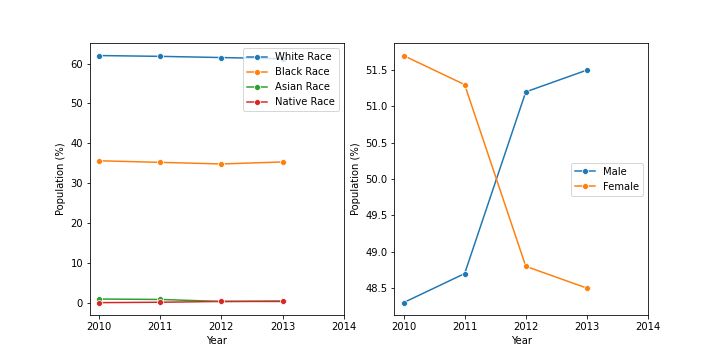 60
50
40
30
20
10
0
Population (%)
2010 2011 2012 2013 2014
Year
White Race
Black Race
Asian Race
Native Race
51.5
51.0
50.5
50.0
49.5
49.0
48.5
Population (%)
2010 2011 2012 2013 2014
Year
Male
Female